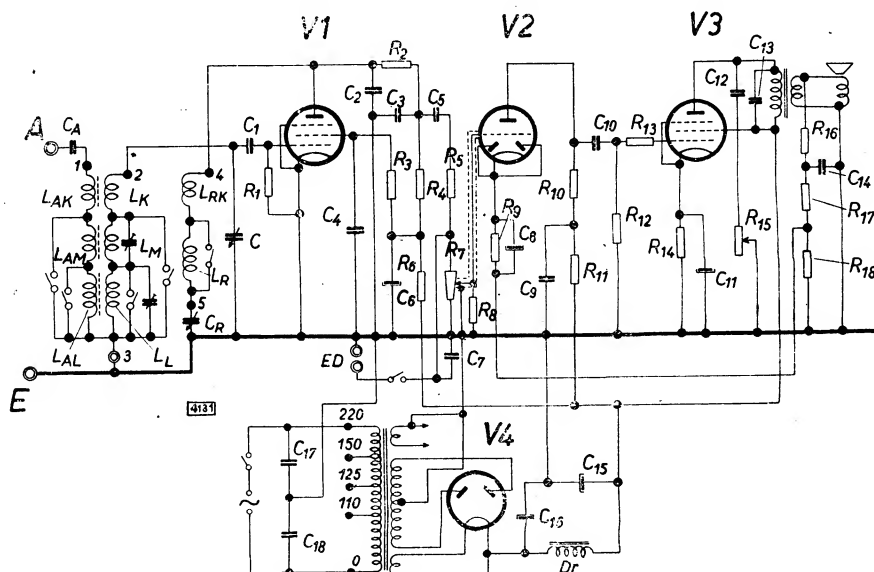 V1 V2 V3
A CA 1 2 4
LAK LK LRK
LAM LM LR
LAL LL 5 CR
3
E
4131
C C1 R1 R2 C2 C3 C5
R3 R4 R5 C4
R6 C6 R7 R8 C7
ED
R9 C8 R10 C9 R11
C10 R12 R13 R14 C11
C12 C13 R15
R16 C14 R17 R18
220
150
125
110
0
C17
C18
V4
C15
C16
Dr